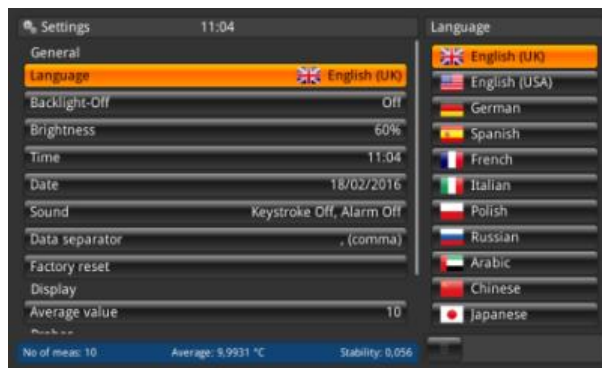 Settings 11:04
General
Language English (UK)
Backlight-Off Off
Brightness 60%
Time 11:04
Date 18/02/2016
Sound Keystroke Off, Alarm Off
Data separator , (comma)
Factory reset
Display
Average value 10
No of meas: 10 Average: 9,9931 °C Stability: 0,056
Language
English (UK)
English (USA)
German
Spanish
French
Italian
Polish
Russian
Arabic
Chinese
Japanese